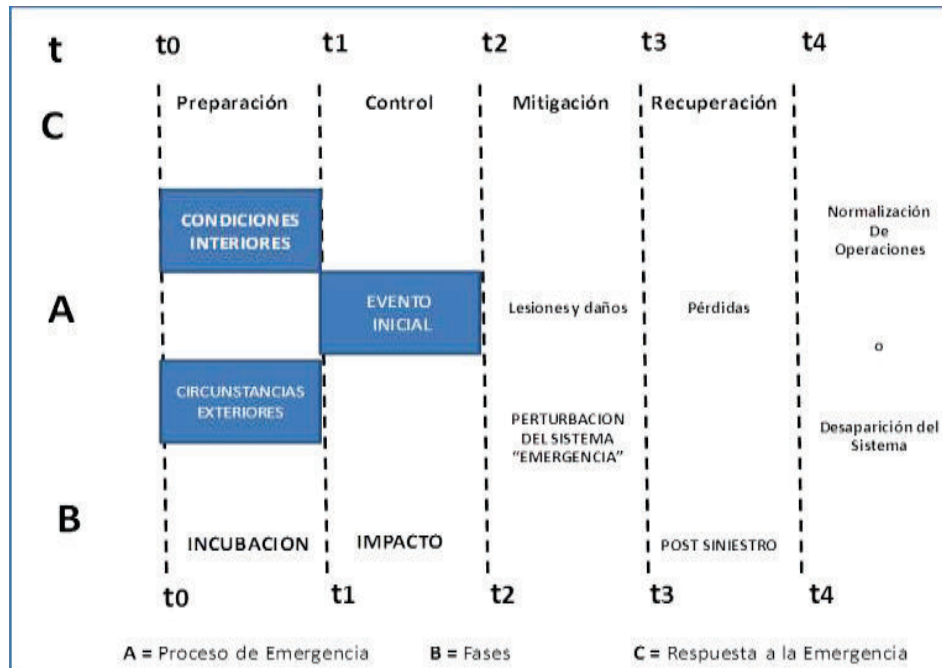 t t0 t1 t2 t3 t4
C Preparación Control Mitigación Recuperación
CONDICIONES
INTERIORES
Normalización
De
Operaciones
A
EVENTO
INICIAL
Lesiones y daños
Pérdidas
o
CIRCUNSTANCIAS
EXTERIORES
PERTURBACION
DEL SISTEMA
"EMERGENCIA"
Desaparición del
Sistema
B INCUBACION IMPACTO POST SINIESTRO
t0 t1 t2 t3 t4
A = Proceso de Emergencia B = Fases C = Respuesta a la Emergencia